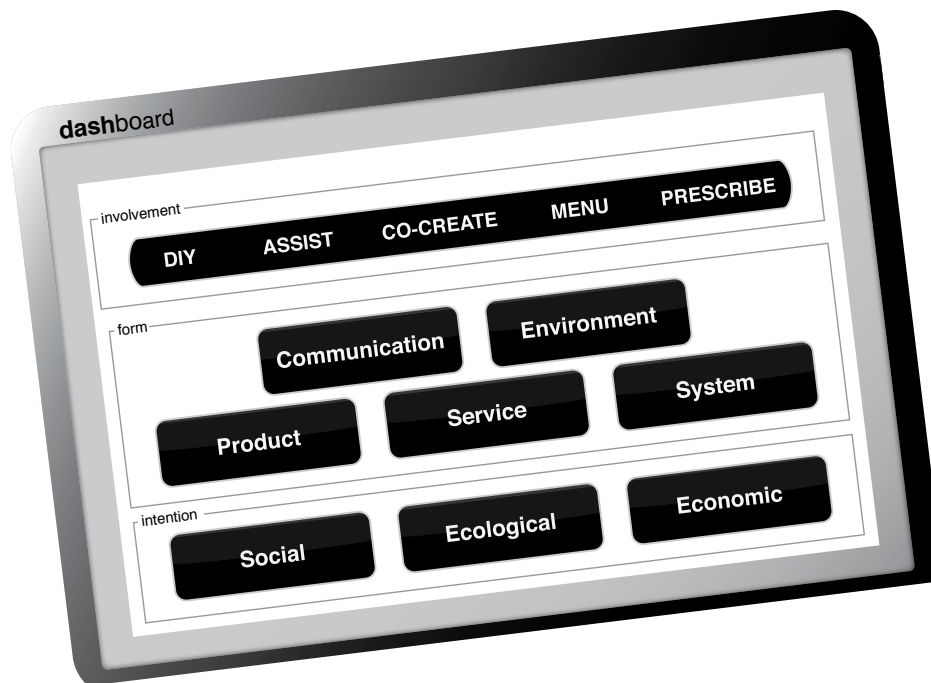 dashboard
involvement
DIY ASSIST CO-CREATE MENU PRESCRIBE
form
Communication Environment
Product Service System
intention
Social Ecological Economic